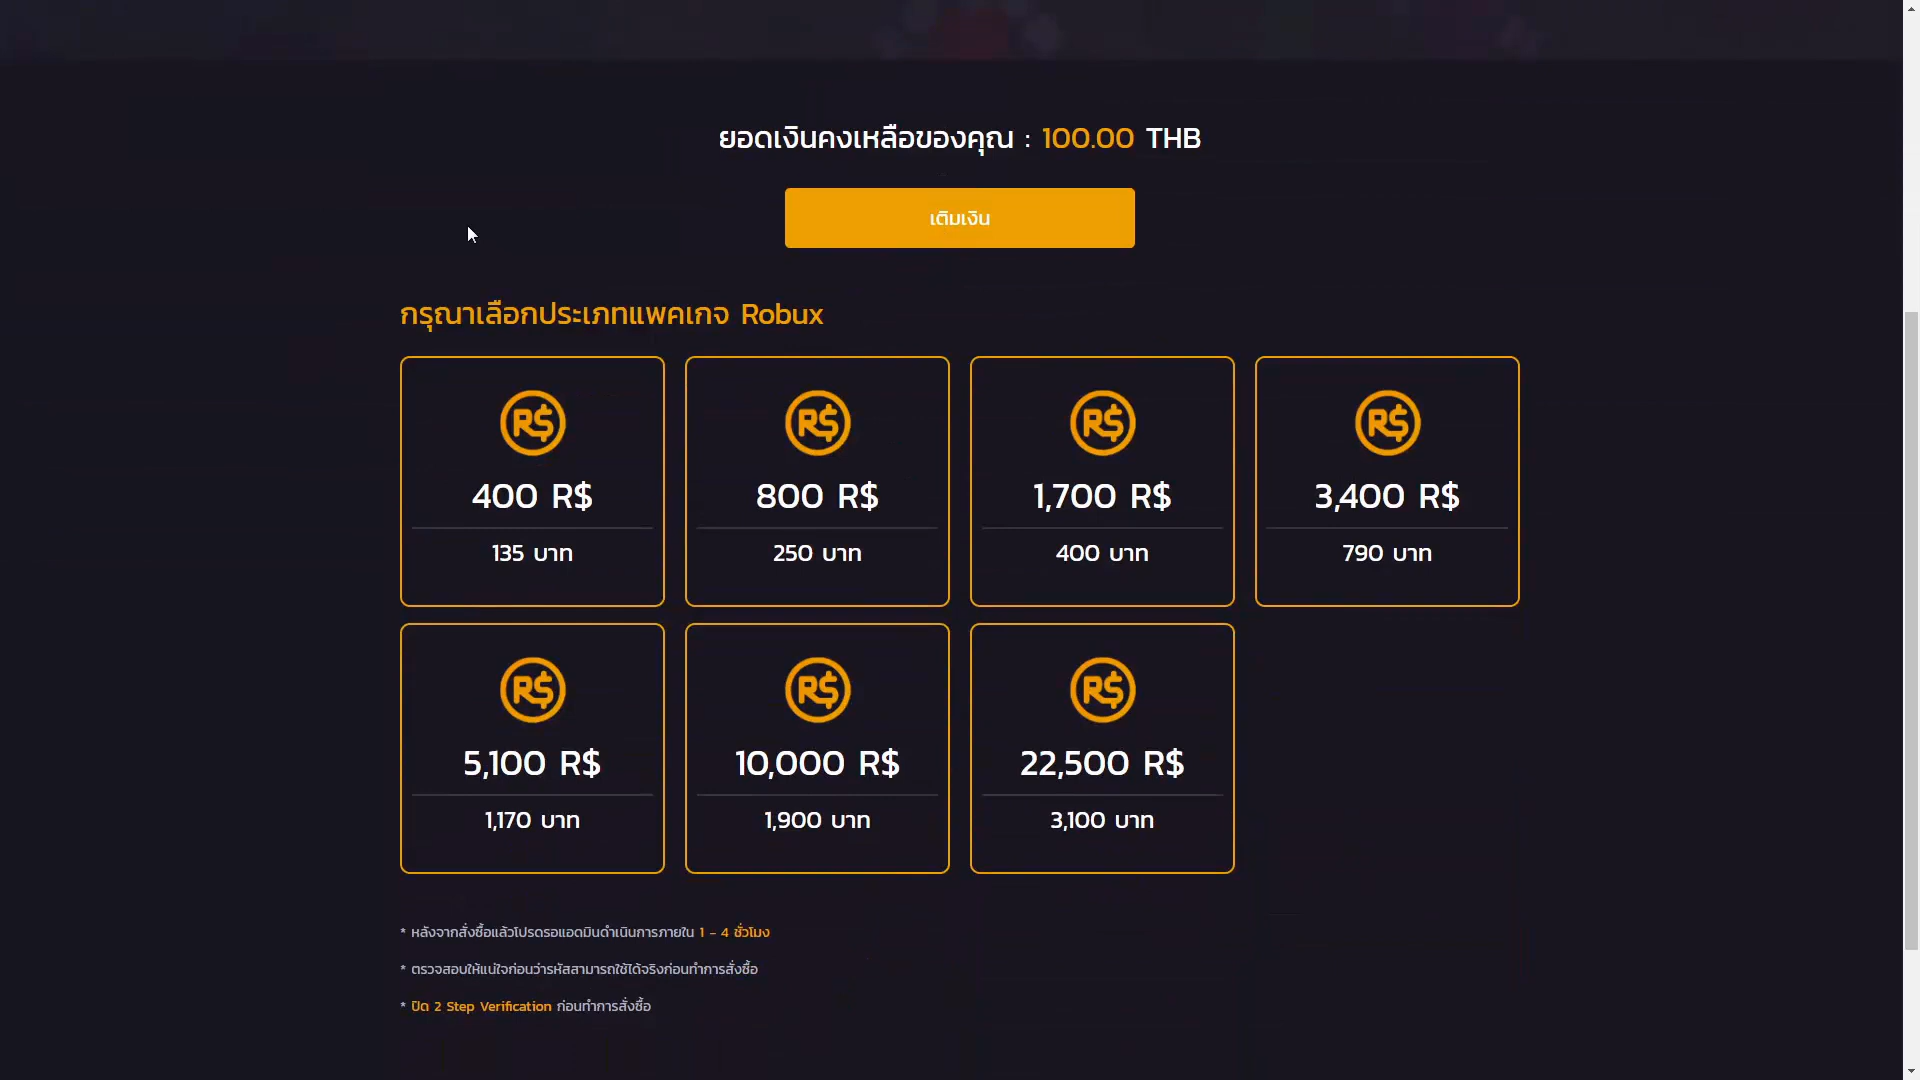 ยอดเงินคงเหลือของคุณ : 100.00 THB
เติมเงิน
กรุณาเลือกประเภทแพคเกจ Robux
R$ R$ R$ R$
400 R$ 800 R$ 1,700 R$ 3,400 R$
135 บาท 250 บาท 400 บาท 790 บาท
R$ R$ R$
5,100 R$ 10,000 R$ 22,500 R$
1,170 บาท 1,900 บาท 3,100 บาท
* หลังจากสั่งซื้อแล้วโปรดรอแอดมินดำเนินการภายใน 1 - 4 ชั่วโมง
* ตรวจสอบให้แน่ใจก่อนว่ารหัสสามารถใช้ได้จริงก่อนทำการสั่งซื้อ
* ปิด 2 Step Verification ก่อนทำการสั่งซื้อ